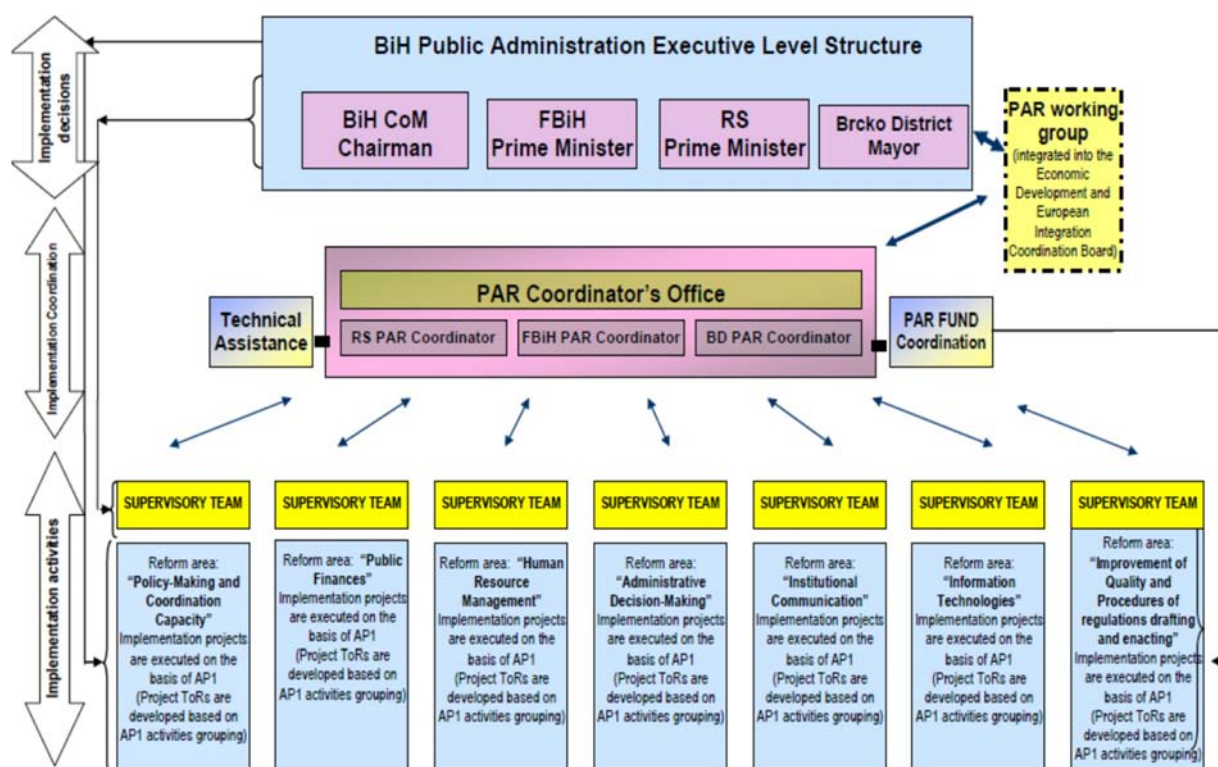 Implementation
decisions
Implementation Coordination
Implementation activities
BiH Public Administration Executive Level Structure
BiH CoM
Chairman
FBiH
Prime Minister
RS
Prime Minister
Brcko District
Mayor
PAR working
group
(integrated into the
Economic
Development and
European
Integration
Coordination Board)
Technical
Assistance
PAR Coordinator's Office
RS PAR Coordinator
FBiH PAR Coordinator
BD PAR Coordinator
PAR FUND
Coordination
SUPERVISORY TEAM
Reform area:
"Policy-Making and
Coordination
Capacity"
Implementation projects
are executed on the
basis of AP1
(Project ToRs are
developed based on
AP1 activities grouping)
SUPERVISORY TEAM
Reform area: "Public
Finances"
Implementation projects
are executed on the
basis of AP1
(Project ToRs are
developed based on
AP1 activities grouping)
SUPERVISORY TEAM
Reform area: "Human
Resource
Management"
Implementation projects
are executed on the
basis of AP1
(Project ToRs are
developed based on
AP1 activities grouping)
SUPERVISORY TEAM
Reform area:
"Administrative
Decision-Making"
Implementation projects
are executed on the
basis of AP1
(Project ToRs are
developed based on
AP1 activities grouping)
SUPERVISORY TEAM
Reform area:
"Institutional
Communication"
Implementation projects
are executed on the
basis of AP1
(Project ToRs are
developed based on
AP1 activities grouping)
SUPERVISORY TEAM
Reform area:
"Information
Technologies"
Implementation projects
are executed on the
basis of AP1
(Project ToRs are
developed based on
AP1 activities grouping)
SUPERVISORY TEAM
Reform area:
"Improvement of
Quality and
Procedures of
regulations drafting
and enacting"
Implementation projects
are executed on the
basis of AP1
(Project ToRs are
developed based on
AP1 activities grouping)